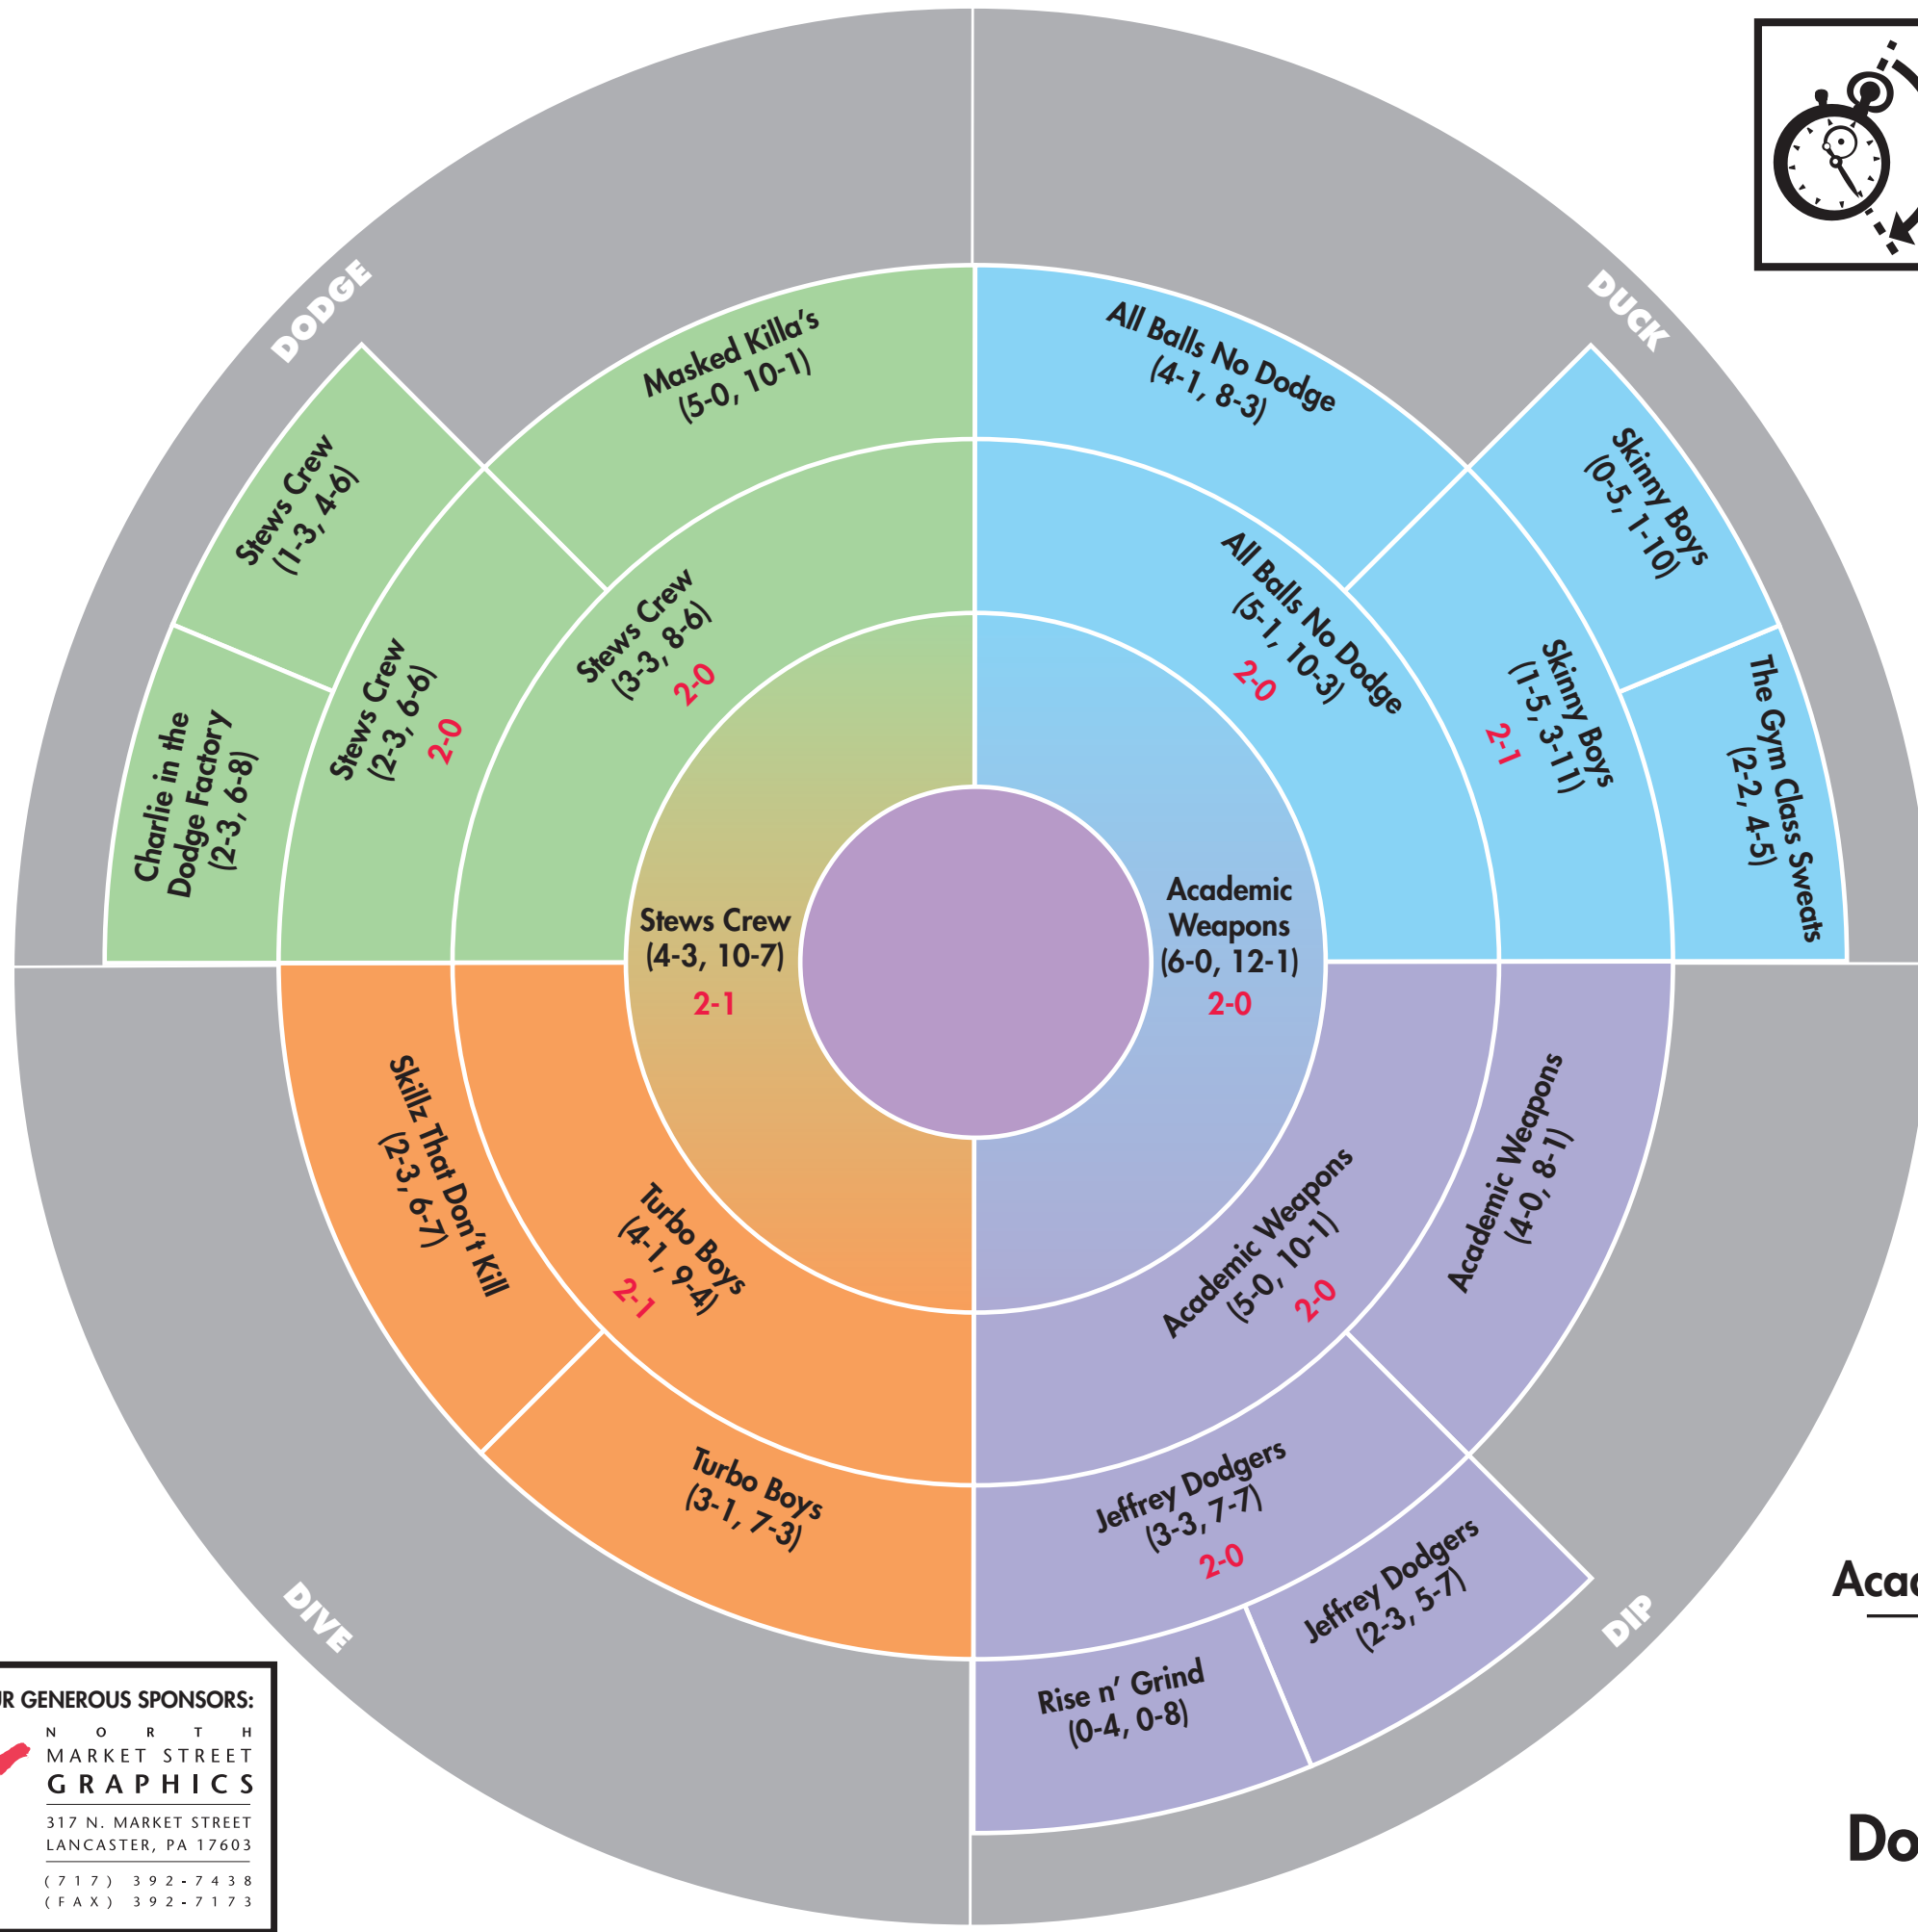 DODGE
DUCK
Masked Killa's
(5-0, 10-1)
All Balls No Dodge
(4-1, 8-3)
Stews Crew
(1-3, 4-6)
Skinny Boys
(0-5, 1-10)
Charlie in the
Dodge Factory
(2-3, 6-8)
Stews Crew
(2-3, 6-6)
2-0
Stews Crew
(3-3, 8-6)
2-0
All Balls No Dodge
(5-1, 10-3)
2-0
Skinny Boys
(1-5, 3-11)
2-1
The Gym Class Sweats
(2-2, 4-5)
Stews Crew
(4-3, 10-7)
2-1
Academic
Weapons
(6-0, 12-1)
2-0
Skillz That Don't Kill
(2-3, 6-7)
Turbo Boys
(4-1, 9-4)
2-1
Academic Weapons
(5-0, 10-1)
2-0
Academic Weapons
(4-0, 8-1)
Turbo Boys
(3-1, 7-3)
Jeffrey Dodgers
(3-3, 7-7)
2-0
Jeffrey Dodgers
(2-3, 5-7)
Rise n' Grind
(0-4, 0-8)
DIVE
DIP
GENEROUS SPONSORS:
NORTH
MARKET STREET
GRAPHICS
317 N. MARKET STREET
LANCASTER, PA 17603
(717) 392-7438
(FAX) 392-7173